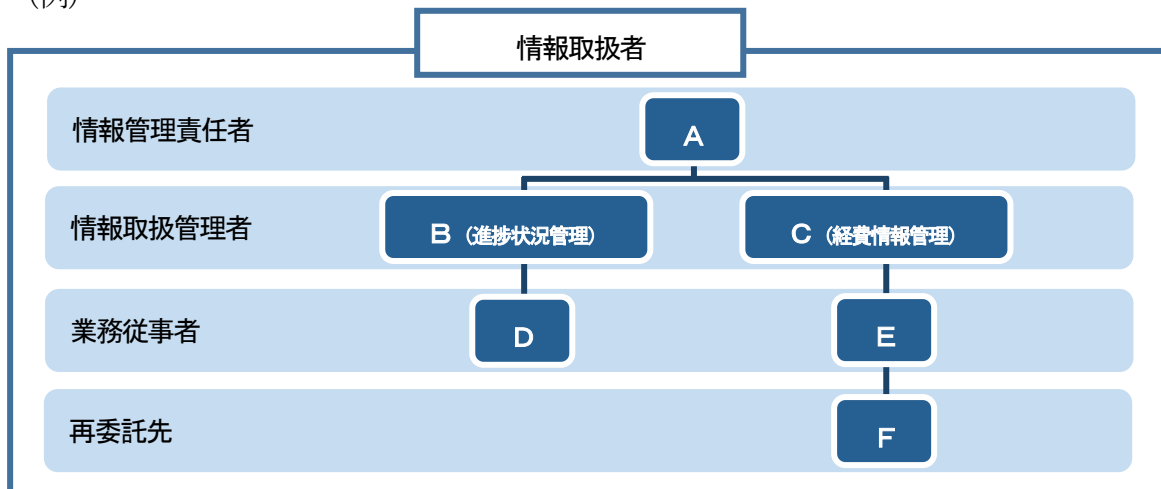 （例）
情報取扱者
情報管理責任者
A
情報取扱管理者
B（進捗状況管理）
C（経費情報管理）
業務従事者
D
E
再委託先
F